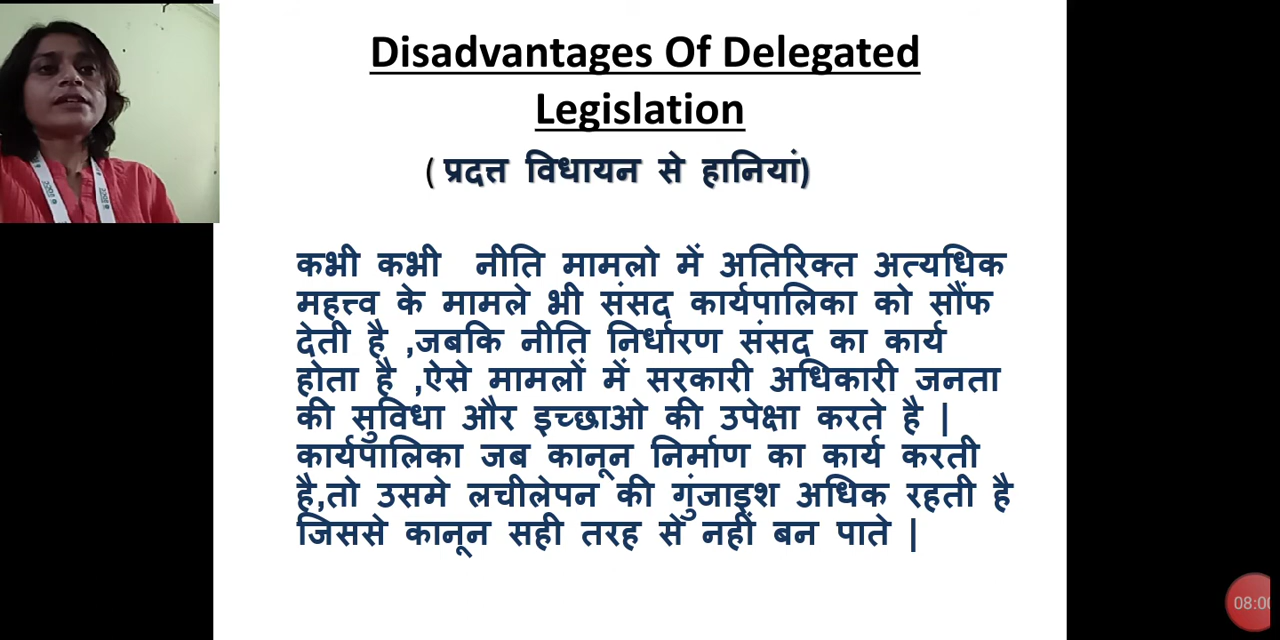 Disadvantages Of Delegated
Legislation
( प्रदत्त विधायन से हानियां)
कभी कभी नीति मामलो में अतिरिक्त अत्यधिक
महत्त्व के मामले भी संसद कार्यपालिका को सौंफ
देती है ,जबकि नीति निर्धारण संसद का कार्य
होता है ,ऐसे मामलों में सरकारी अधिकारी जनता
की सुविधा और इच्छाओ की उपेक्षा करते है |
कार्यपालिका जब कानून निर्माण का कार्य करती
है,तो उसमे लचीलेपन की गुंजाइश अधिक रहती है
जिससे कानून सही तरह से नहीं बन पाते |
08:00